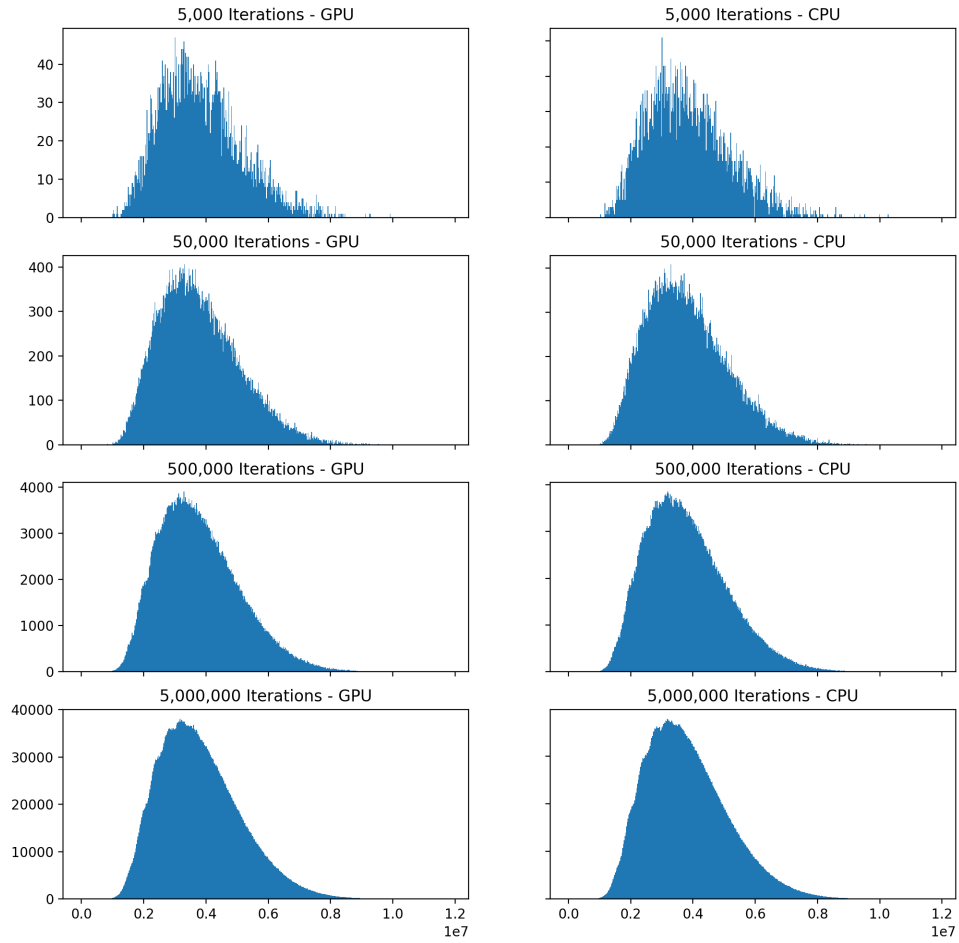 5,000 Iterations - GPU
5,000 Iterations - CPU
40
30
20
10
0
50,000 Iterations - GPU
50,000 Iterations - CPU
400
300
200
100
0
500,000 Iterations - GPU
500,000 Iterations - CPU
4000
3000
2000
1000
0
5,000,000 Iterations - GPU
5,000,000 Iterations - CPU
40000
30000
20000
10000
0
0.0 0.2 0.4 0.6 0.8 1.0 1.2
1e7
0.0 0.2 0.4 0.6 0.8 1.0 1.2
1e7